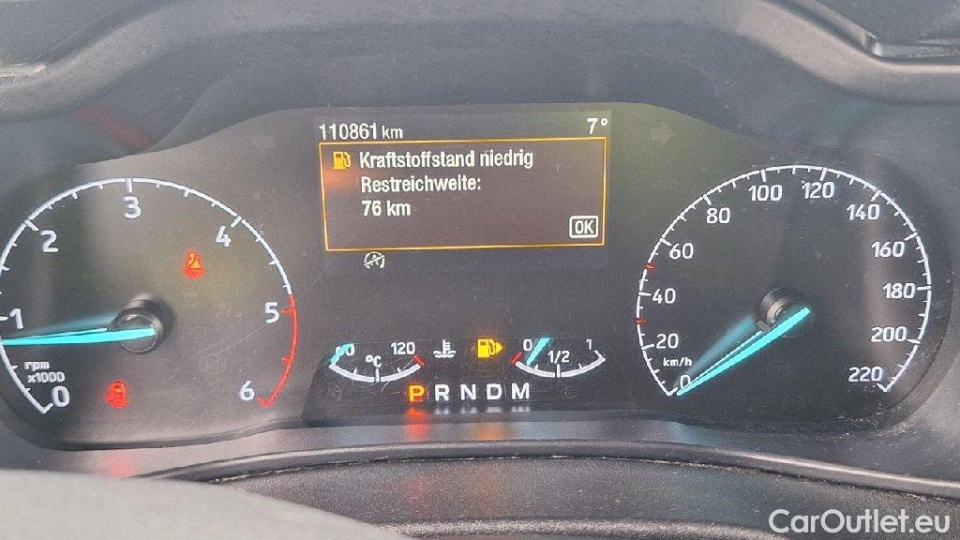 110861 km 7°
Kraftstoffstand niedrig
Restreichweite:
76 km
OK
0 1 2 3 4 5 6
rpm
x1000
120
°C
0 1/2 1
P R N D M
0 20 40 60 80 100 120 140 160 180 200 220
km/h
CarOutlet.eu